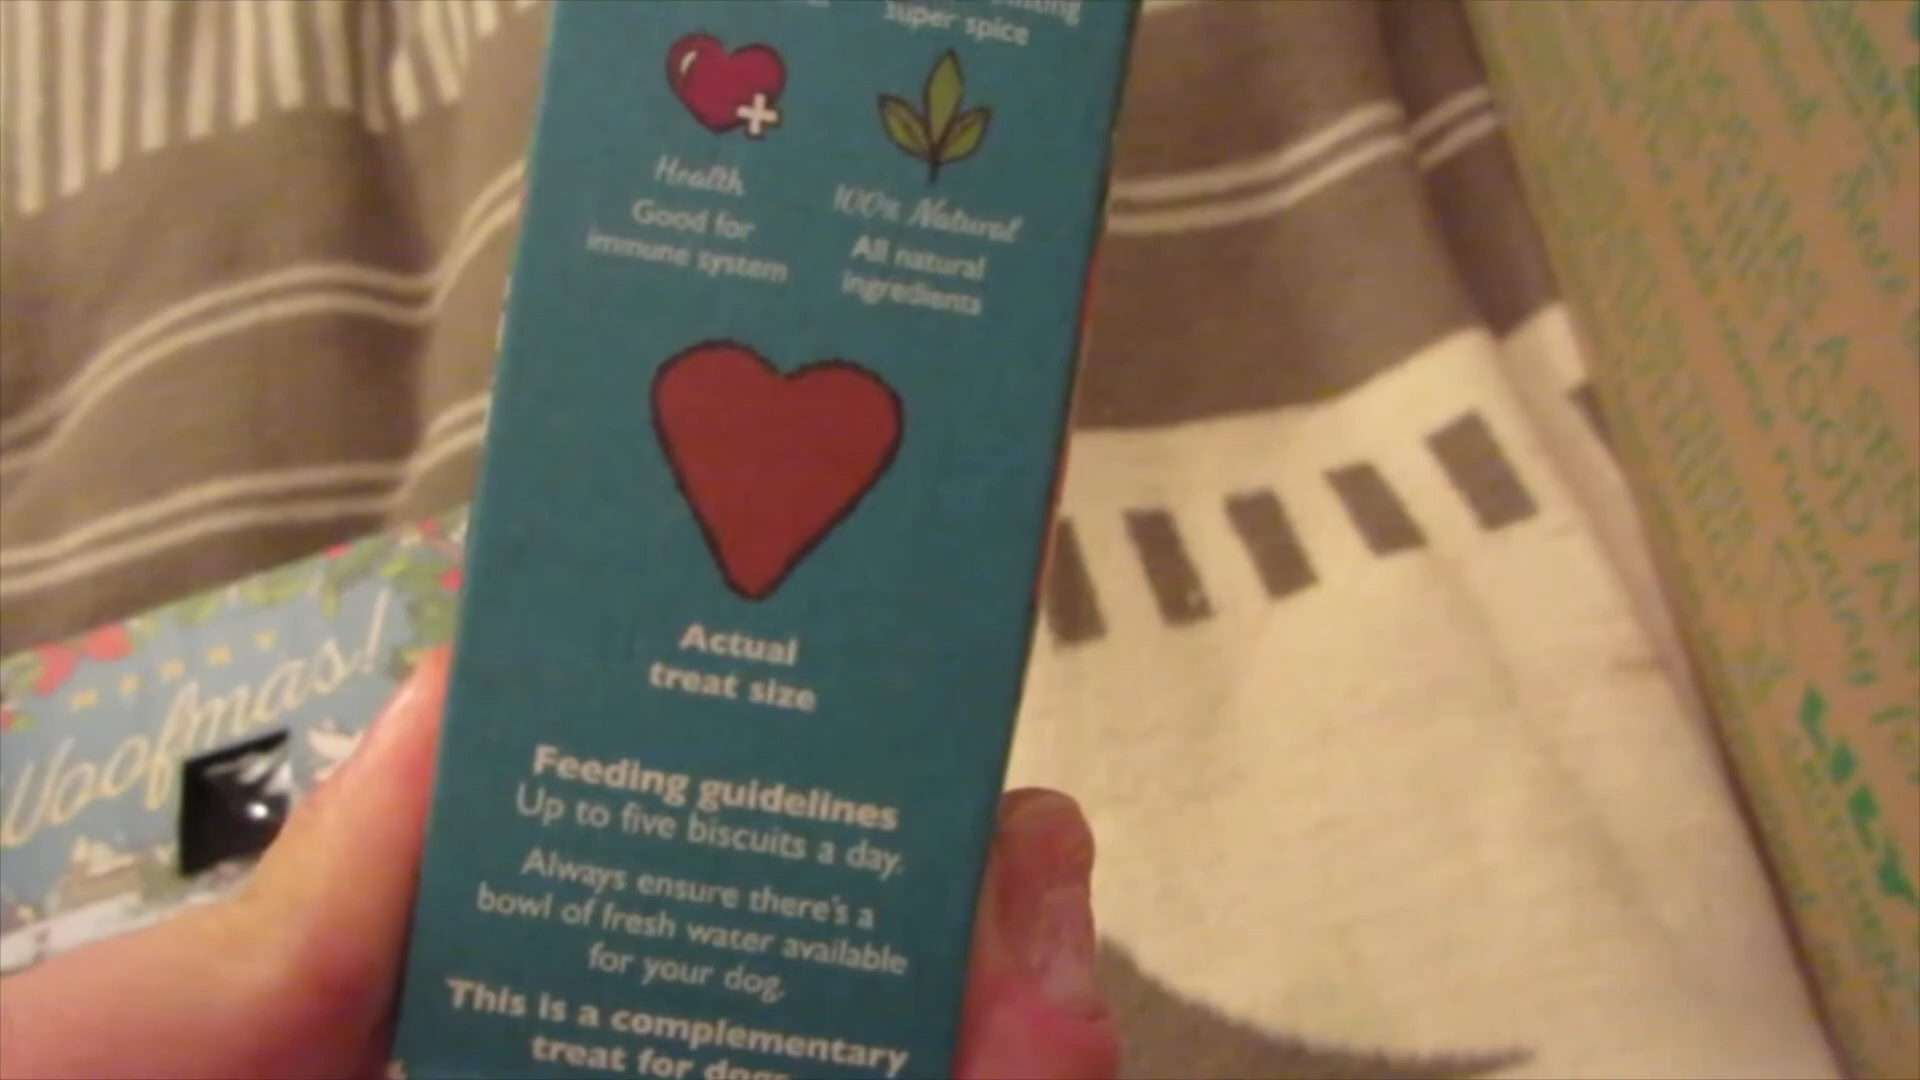 super spice
Health
Good for
immune system
100% Natural
All natural
ingredients
Actual
treat size
Feeding guidelines
Up to five biscuits a day.
Always ensure there's a
bowl of fresh water available
for your dog.
This is a complementary
treat for dogs
MERRY
Woofmas!